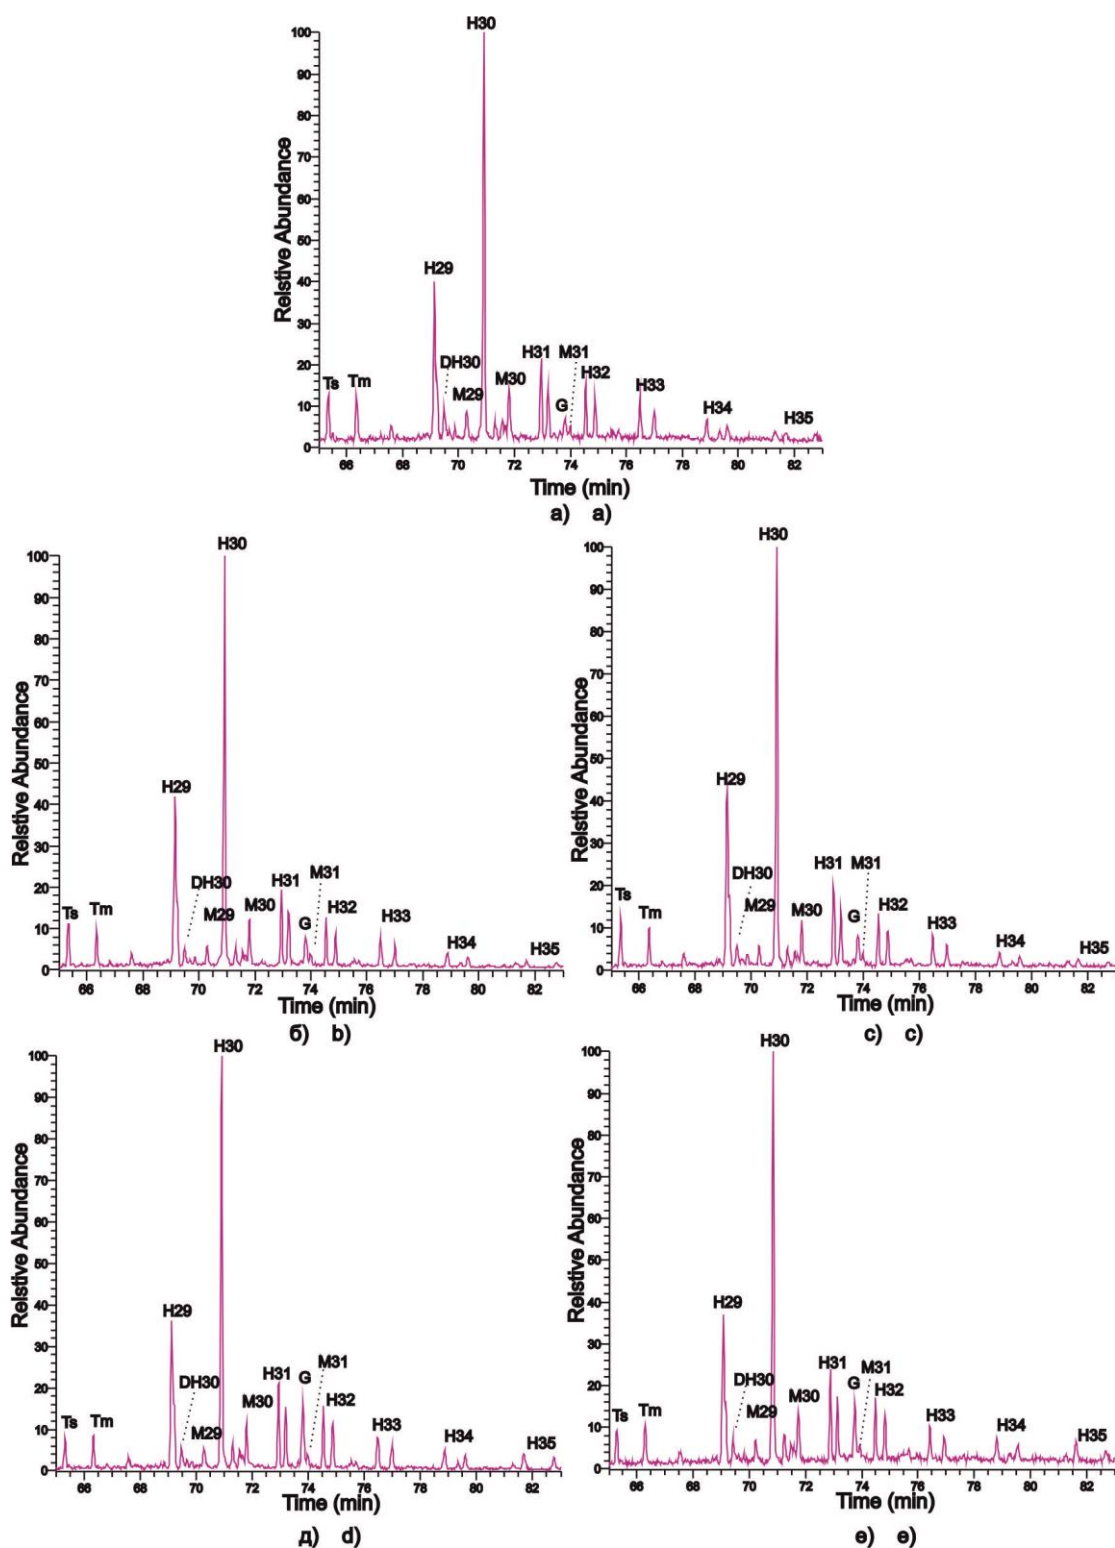 H30
100
90
80
70
60
50
40
30
20
10
0
Relstive Abundance
H29
DH30
Ts
Tm
M29
M30
H31
M31
G
H32
H33
H34
H35
66 68 70 72 74 76 78 80 82
Time (min)
а) a)
H30
100
90
80
70
60
50
40
30
20
10
0
Relstive Abundance
H29
DH30
Ts
Tm
M29
M30
H31
M31
G
H32
H33
H34
H35
66 68 70 72 74 76 78 80 82
Time (min)
б) b)
H30
100
90
80
70
60
50
40
30
20
10
0
Relstive Abundance
H29
DH30
Ts
Tm
M29
M30
H31
M31
G
H32
H33
H34
H35
66 68 70 72 74 76 78 80 82
Time (min)
с) c)
H30
100
90
80
70
60
50
40
30
20
10
0
Relstive Abundance
H29
DH30
Ts
Tm
M29
M30
H31
G
M31
H32
H33
H34
H35
66 68 70 72 74 76 78 80 82
Time (min)
д) d)
H30
100
90
80
70
60
50
40
30
20
10
0
Relstive Abundance
H29
DH30
Ts
Tm
M29
M30
H31
M31
G
H32
H33
H34
H35
66 68 70 72 74 76 78 80 82
Time (min)
е) e)